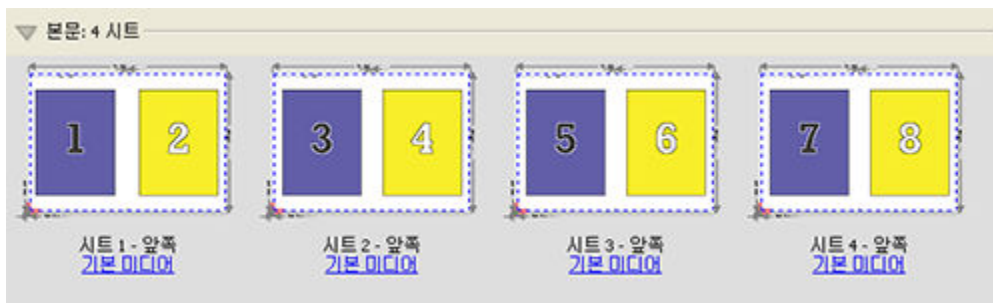 본문: 4 시트
1 2 3 4 5 6 7 8
시트 1 - 앞쪽 시트 2 - 앞쪽 시트 3 - 앞쪽 시트 4 - 앞쪽
기본 미디어 기본 미디어 기본 미디어 기본 미디어